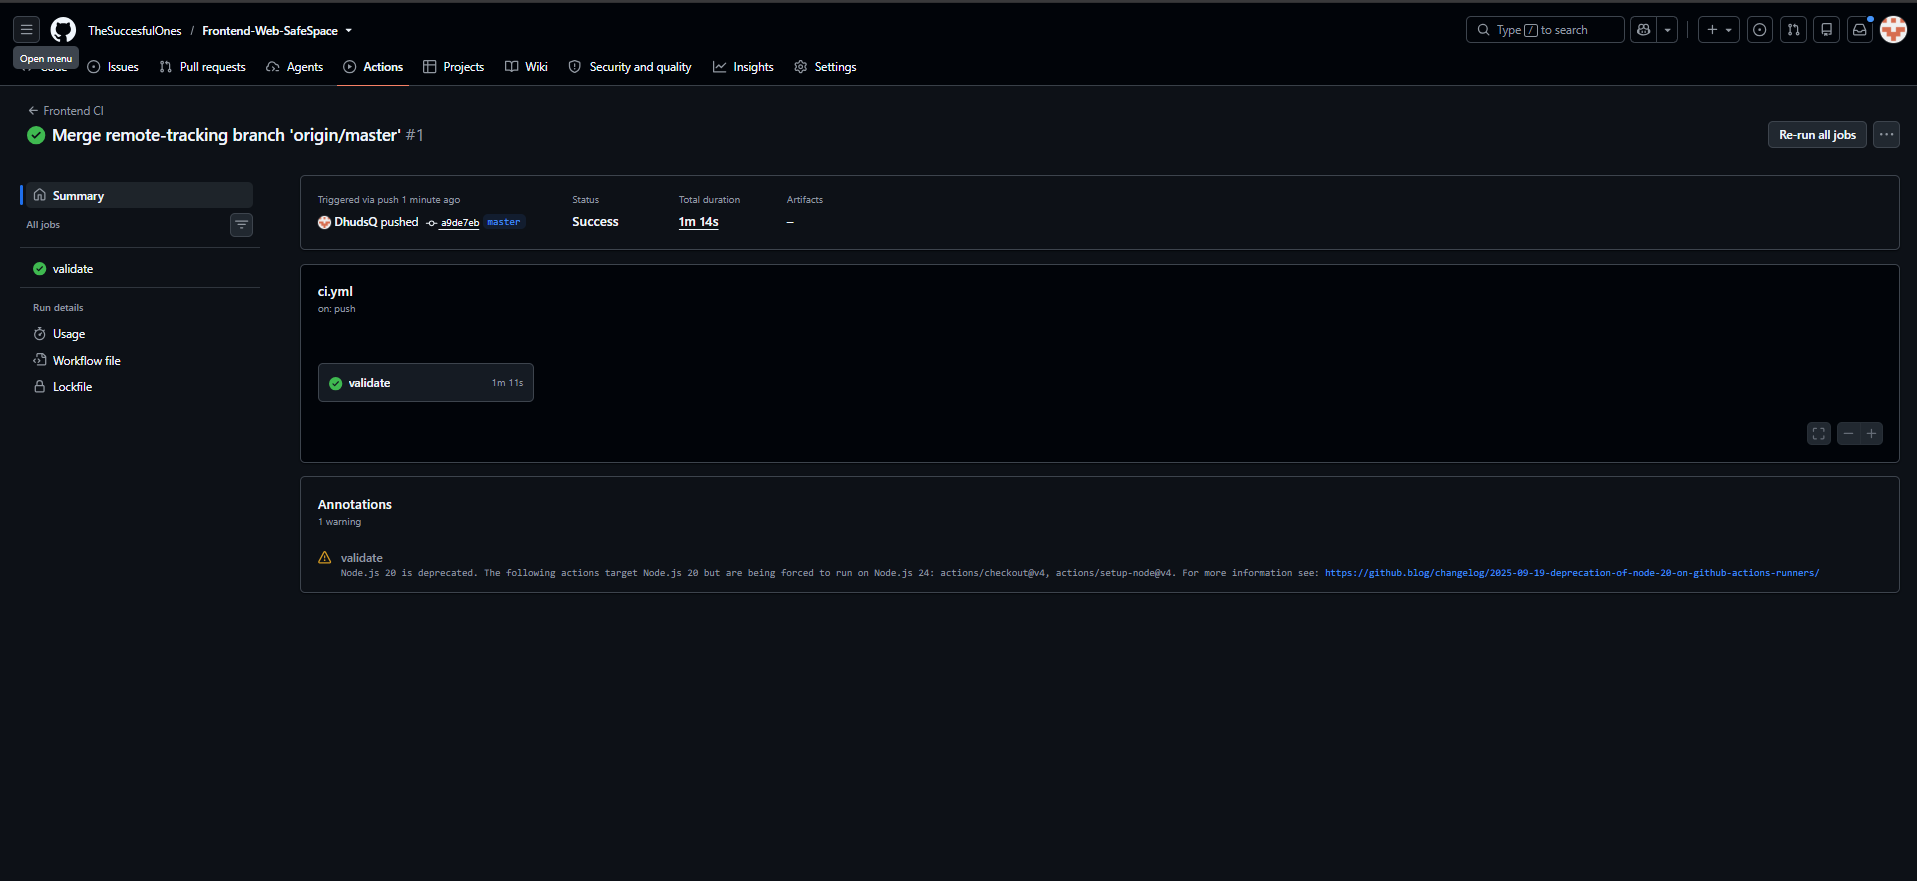 TheSuccesfulOnes / Frontend-Web-SafeSpace
Type / to search
Open menu
Issues
Pull requests
Agents
Actions
Projects
Wiki
Security and quality
Insights
Settings
Frontend CI
Merge remote-tracking branch 'origin/master' #1
Re-run all jobs
Summary
All jobs
validate
Run details
Usage
Workflow file
Lockfile
Triggered via push 1 minute ago
DhudsQ pushed a9de7eb master
Status
Success
Total duration
1m 14s
Artifacts
–
ci.yml
on: push
validate 1m 11s
Annotations
1 warning
validate
Node.js 20 is deprecated. The following actions target Node.js 20 but are being forced to run on Node.js 24: actions/checkout@v4, actions/setup-node@v4. For more information see: https://github.blog/changelog/2025-09-19-deprecation-of-node-20-on-github-actions-runners/